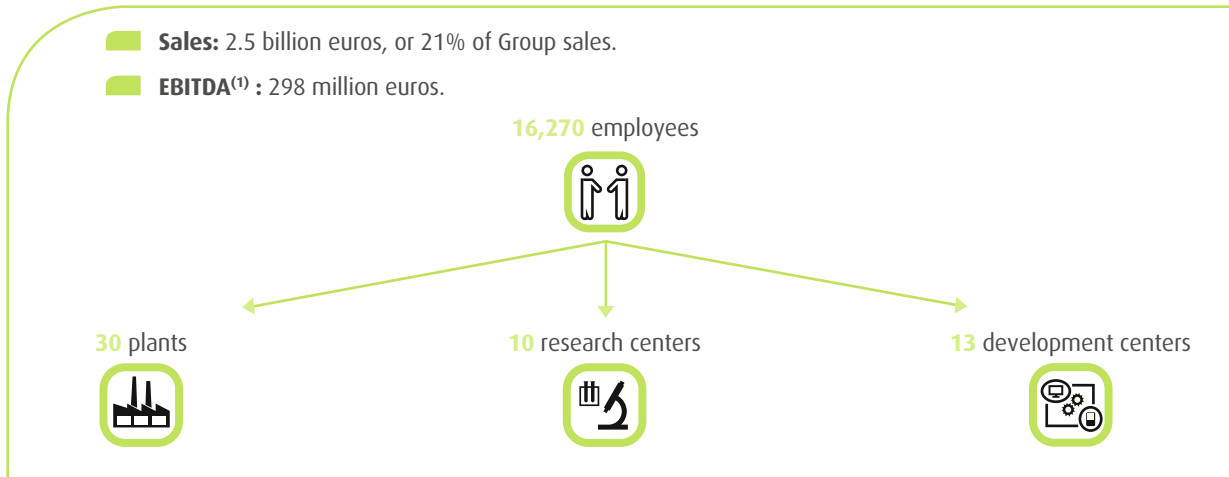 Sales: 2.5 billion euros, or 21% of Group sales.
EBITDA(1) : 298 million euros.
16,270 employees
30 plants
10 research centers
13 development centers